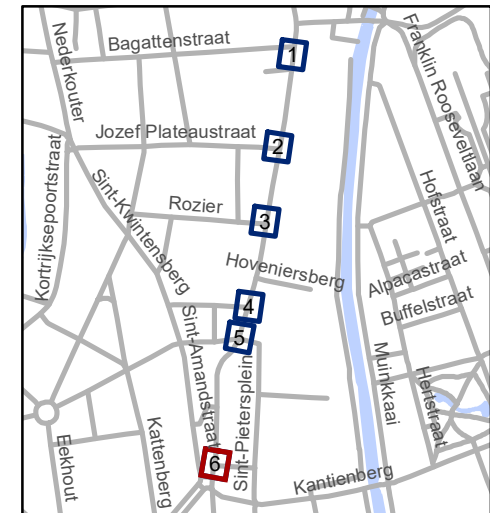 Nederkouter
Bagattenstraat
1
Franklin Rooseveltlaan
Jozef Plateaustraat
2
Kortrijksepoortstraat
Sint-Kwintensberg
Rozier
3
Hofstraat
Hoveniersberg
Alpacastraat
Buffelstraat
4
5
Sint-Amandstraat
Sint-Pietersplein
Muinkkaai
Hertstraat
Eekhout
Kattenberg
6
Kantienberg